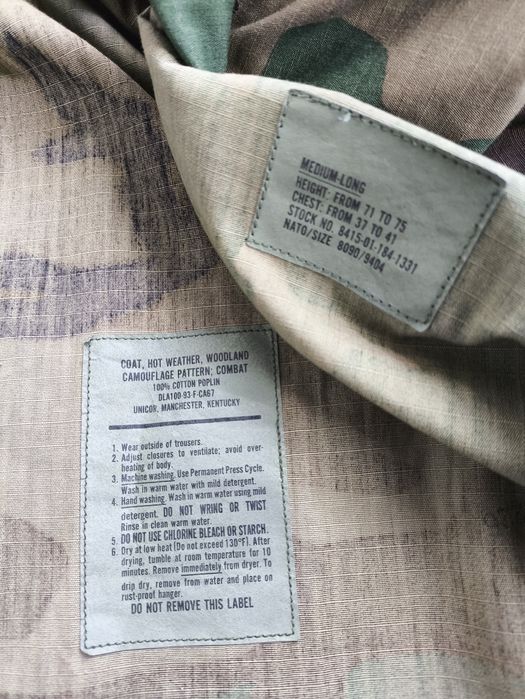 MEDIUM-LONG
HEIGHT: FROM 71 TO 75
CHEST: FROM 37 TO 41
STOCK NO. 8415-01-184-1331
NATO/SIZE 8090/9404
COAT, HOT WEATHER, WOODLAND
CAMOUFLAGE PATTERN; COMBAT
100% COTTON POPLIN
DLA100-93-F-CA67
UNICOR, MANCHESTER, KENTUCKY
1. Wear outside of trousers.
2. Adjust closures to ventilate; avoid over-
heating of body.
3. Machine washing. Use Permanent Press Cycle.
Wash in warm water with mild detergent.
4. Hand washing. Wash in warm water using mild
detergent. DO NOT WRING OR TWIST
Rinse in clean warm water.
5. DO NOT USE CHLORINE BLEACH OR STARCH.
6. Dry at low heat (Do not exceed 130°F). After
drying, tumble at room temperature for 10
minutes. Remove immediately from dryer. To
drip dry, remove from water and place on
rust-proof hanger.
DO NOT REMOVE THIS LABEL